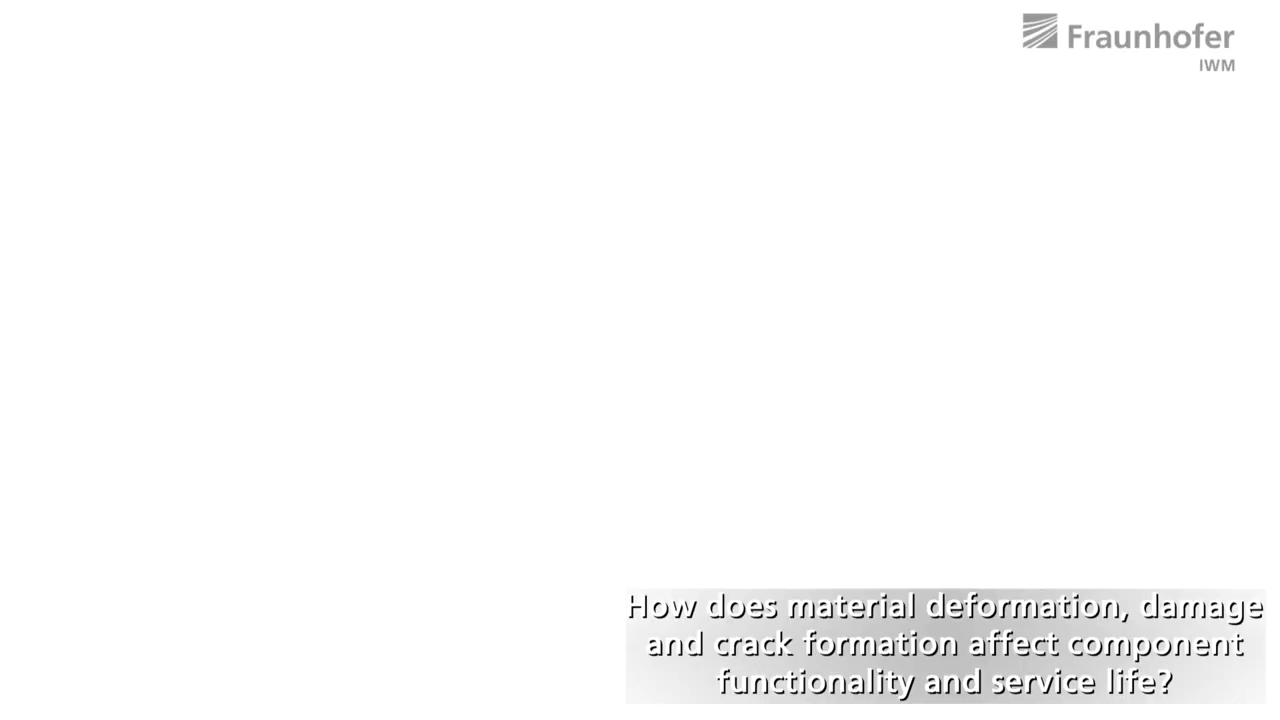 Fraunhofer
IWM
How does material deformation, damage
and crack formation affect component
functionality and service life?